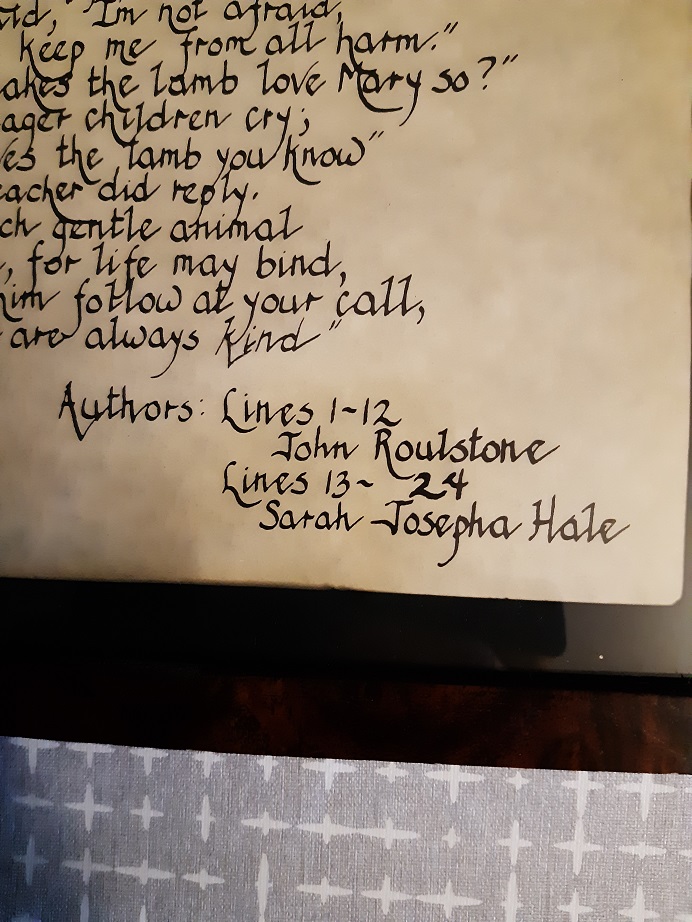 "I'm not afraid,
keep me from all harm."
the lamb love Mary so?"
children cry;
the lamb you know"
did reply.
gentle animal
, for life may bind,
follow at your call,
are always kind"
Authors: Lines 1~12
John Roulstone
Lines 13~ 24
Sarah Josepha Hale